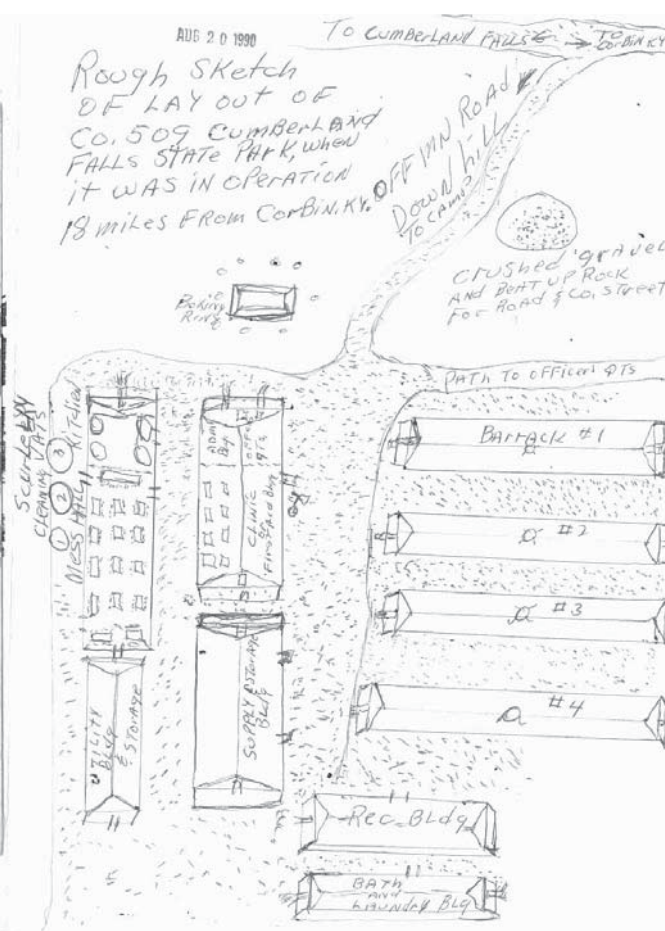 AUG 20 1990
TO CUMBERLAND FALLS
TO CORBIN KY
Rough Sketch
OF LAY OUT OF
Co. 509 CUMBERLAND
FALLS STATE PARK, WHEN
it WAS IN OPERATION
18 miles FROM CORBIN, KY.
OFF MN ROAD
DOWN hill
TO CAMP
CRUSHED gravel
AND BEAT UP ROCK
FOR ROAD & CO. STREET
BOXING
RING
PATH TO OFFICERS QTS
CLEANING VATS
1
2
3
MESS HALL
KITCHEN
CLINIC
&
FIRST AID BLDG
BARRACK #1
#2
#3
#4
UTILITY
BLDG
& STORAGE
SUPPLY & STORAGE
BLDG
Rec. BLdg
BATH
AND
LAUNDRY BLg